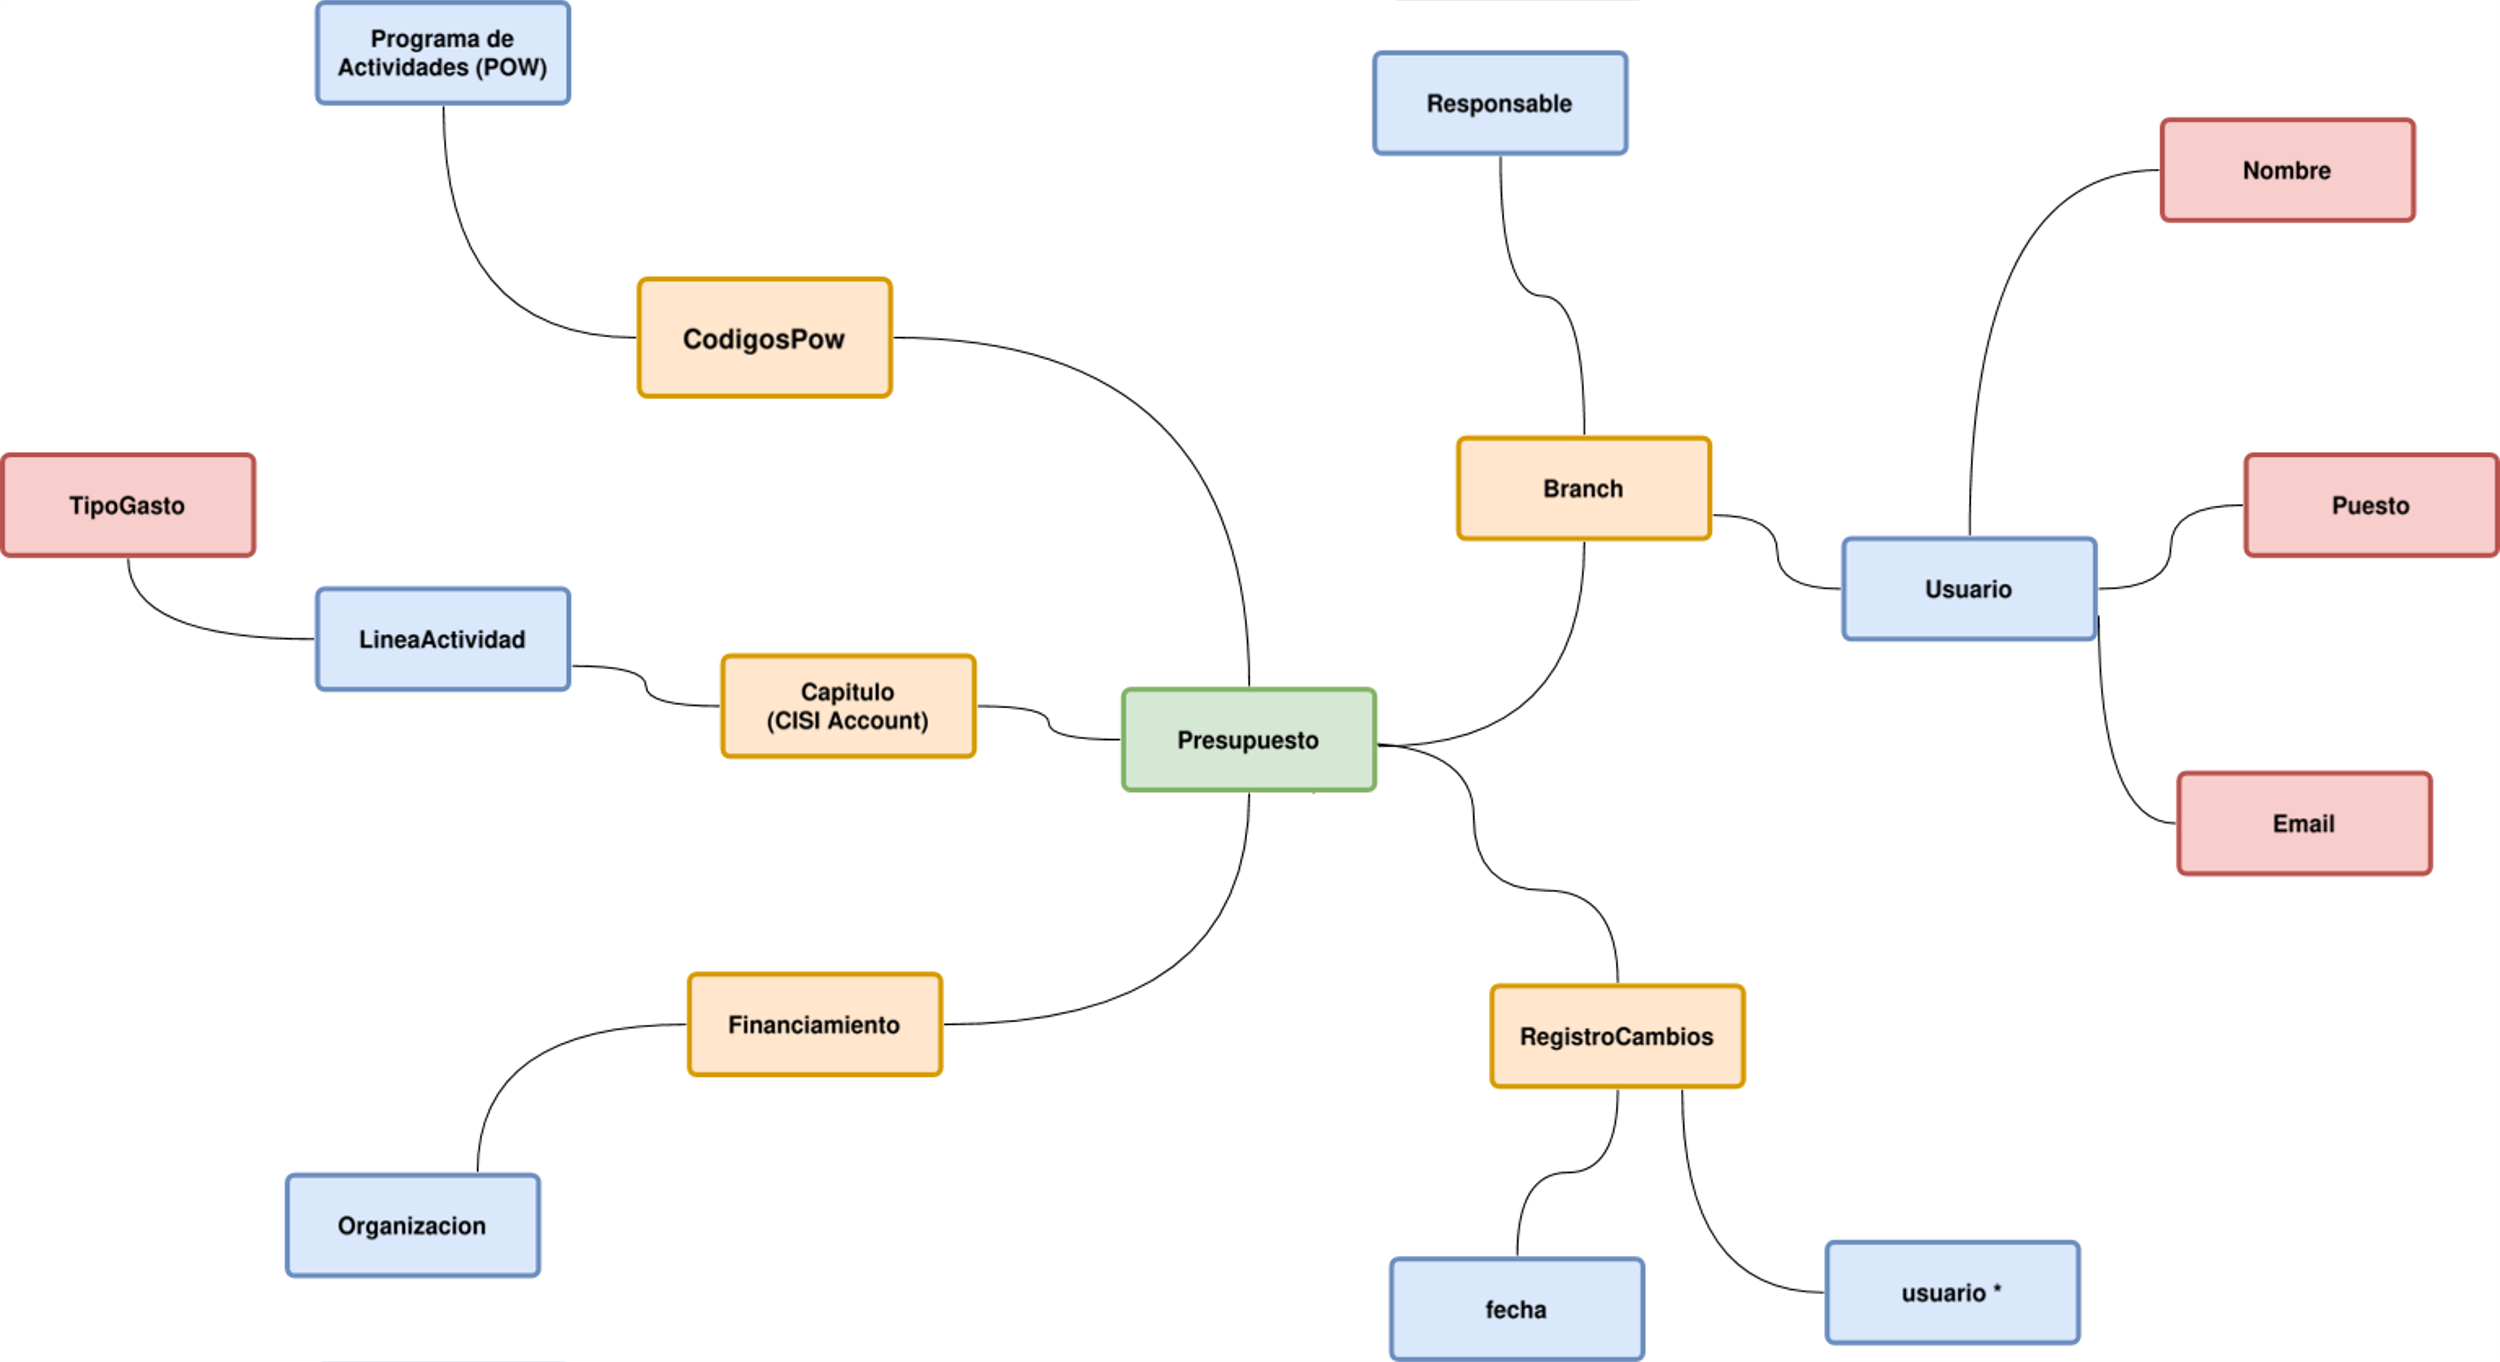 Programa de
Actividades (POW)
Responsable
Nombre
CodigosPow
Branch
TipoGasto
Puesto
Usuario
LineaActividad
Capitulo
(CISI Account)
Presupuesto
Email
Financiamiento
RegistroCambios
Organizacion
usuario *
fecha